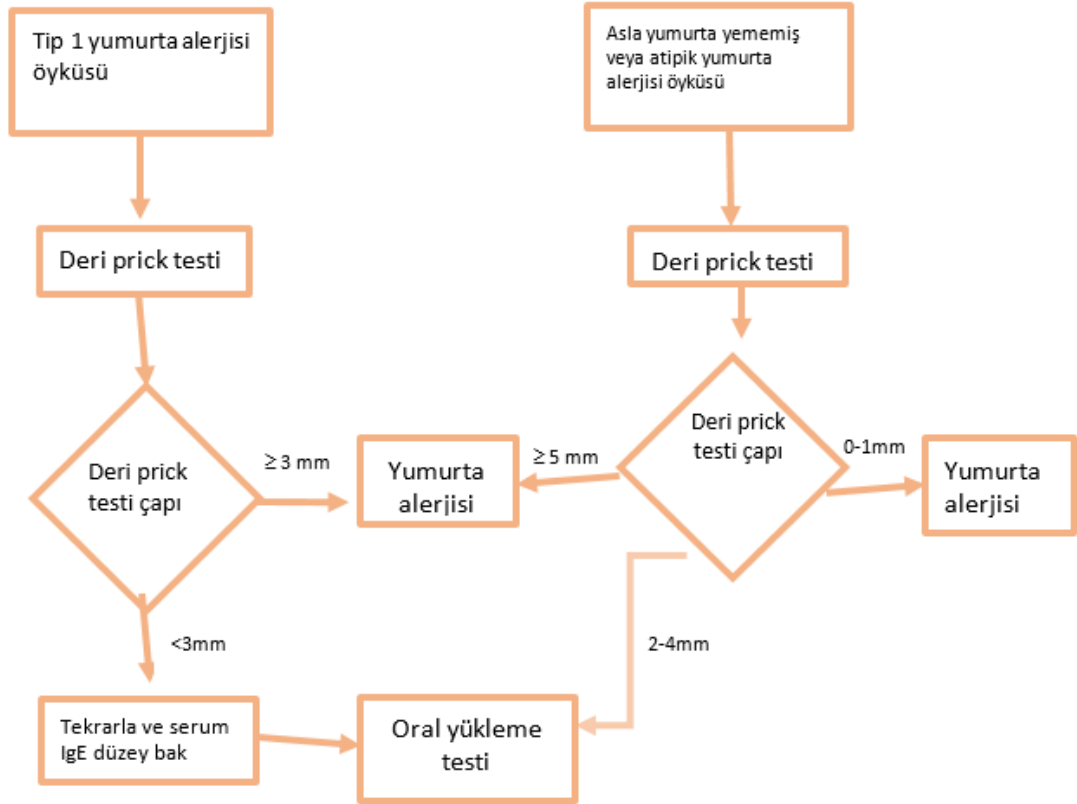 Tip 1 yumurta alerjisi
öyküsü
Asla yumurta yememiş
veya atipik yumurta
alerjisi öyküsü
Deri prick testi
Deri prick testi
Deri prick
testi çapı
≥ 3 mm
Yumurta
alerjisi
≥ 5 mm
Deri prick
testi çapı
0-1mm
Yumurta
alerjisi
<3mm
2-4mm
Tekrarla ve serum
IgE düzey bak
Oral yükleme
testi